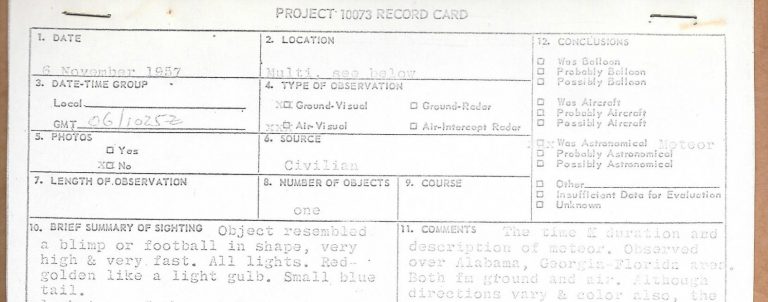 PROJECT 10073 RECORD CARD
1. DATE
6 November 1957
2. LOCATION
Multi. see below
12. CONCLUSIONS
□ Was Balloon
□ Probably Balloon
□ Possibly Balloon
□ Was Aircraft
□ Probably Aircraft
□ Possibly Aircraft
□x Was Astronomical Meteor
□ Probably Astronomical
□ Possibly Astronomical
□ Other
□ Insufficient Data for Evaluation
□ Unknown
3. DATE-TIME GROUP
Local
GMT 06/1025Z
4. TYPE OF OBSERVATION
X□ Ground-Visual □ Ground-Radar
XX□ Air-Visual □ Air-Intercept Radar
5. PHOTOS
□ Yes
X□ No
6. SOURCE
Civilian
7. LENGTH OF OBSERVATION
8. NUMBER OF OBJECTS
one
9. COURSE
10. BRIEF SUMMARY OF SIGHTING Object resembled
a blimp or football in shape, very
high & very fast. All lights. Red-
golden like a light gulb. Small blue
tail.
11. COMMENTS The time & duration and
description of meteor. Observed
over Alabama, Georgia-Florida area.
Both fm ground and air. Although
directions vary & color also, the